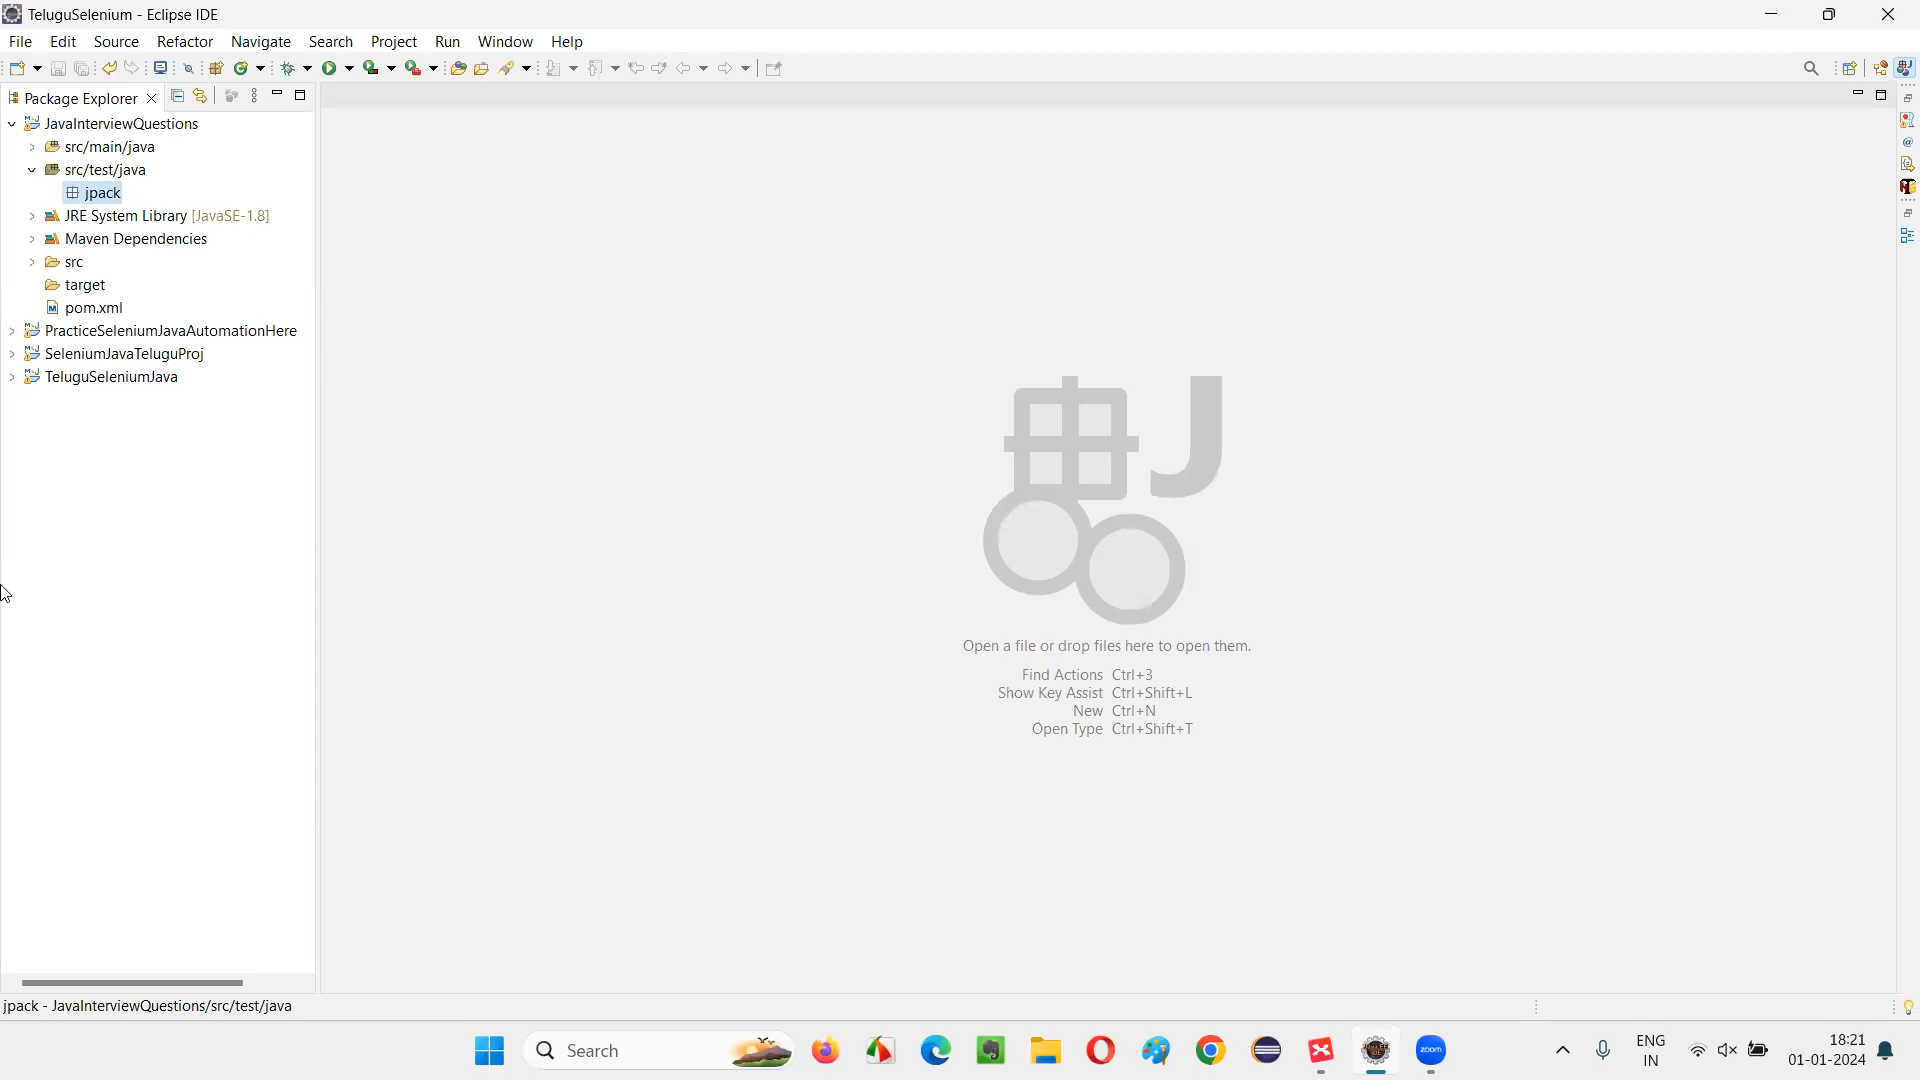 TeluguSelenium - Eclipse IDE
File Edit Source Refactor Navigate Search Project Run Window Help
Package Explorer
JavaInterviewQuestions
src/main/java
src/test/java
jpack
JRE System Library [JavaSE-1.8]
Maven Dependencies
src
target
pom.xml
PracticeSeleniumJavaAutomationHere
SeleniumJavaTeluguProj
TeluguSeleniumJava
J
Open a file or drop files here to open them.
Find Actions Ctrl+3
Show Key Assist Ctrl+Shift+L
New Ctrl+N
Open Type Ctrl+Shift+T
jpack - JavaInterviewQuestions/src/test/java
Search
zoom
ENG
IN
18:21
01-01-2024